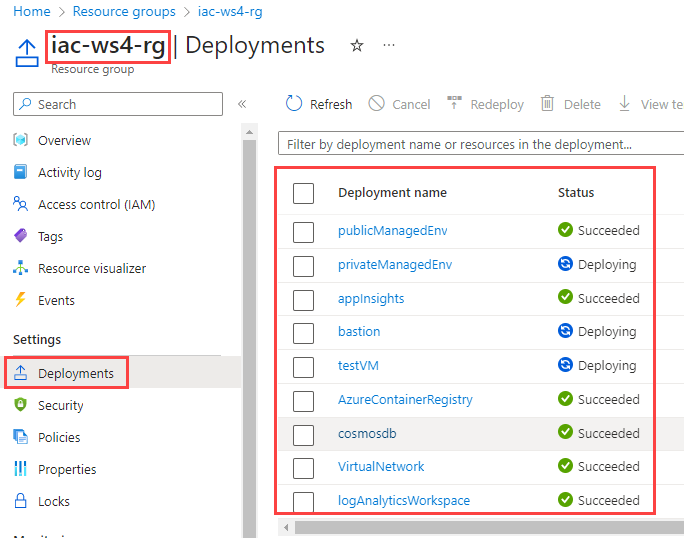 Home > Resource groups > iac-ws4-rg
iac-ws4-rg | Deployments
Resource group
Search
Overview
Activity log
Access control (IAM)
Tags
Resource visualizer
Events
Settings
Deployments
Security
Policies
Properties
Locks
Refresh Cancel Redeploy Delete View te
Filter by deployment name or resources in the deployment...
Deployment name Status
publicManagedEnv Succeeded
privateManagedEnv Deploying
appInsights Succeeded
bastion Deploying
testVM Deploying
AzureContainerRegistry Succeeded
cosmosdb Succeeded
VirtualNetwork Succeeded
logAnalyticsWorkspace Succeeded